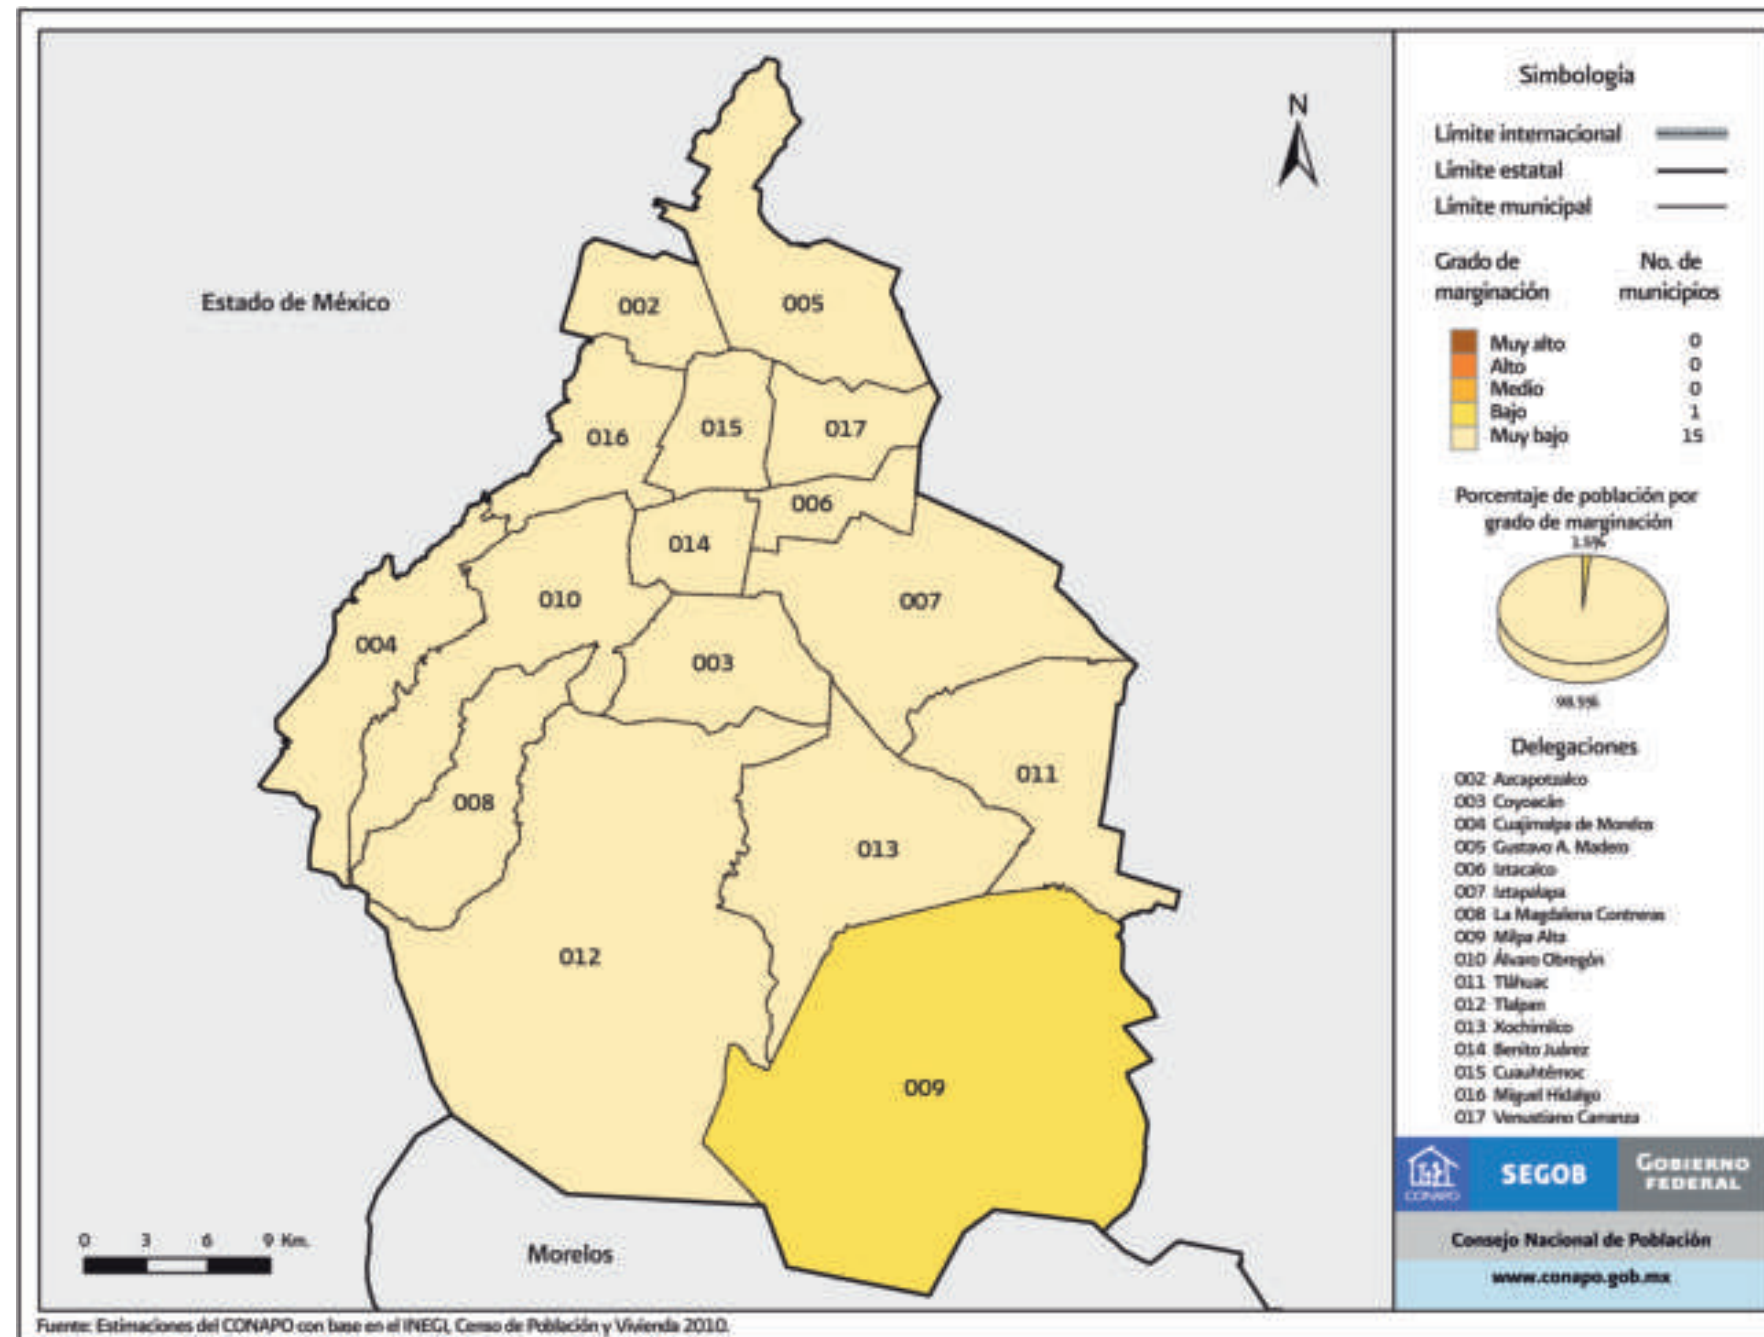 Estado de México
N
002
005
016
015
017
006
014
010
007
004
003
008
011
013
012
009
0 3 6 9 Km.
Morelos
Simbología
Límite internacional
Límite estatal
Límite municipal
Grado de marginación
No. de municipios
Muy alto 0
Alto 0
Medio 0
Bajo 1
Muy bajo 15
Porcentaje de población por
grado de marginación
1.5%
98.5%
Delegaciones
002 Azcapotzalco
003 Coyoacán
004 Cuajimalpa de Morelos
005 Gustavo A. Madero
006 Iztacalco
007 Iztapalapa
008 La Magdalena Contreras
009 Milpa Alta
010 Álvaro Obregón
011 Tláhuac
012 Tlalpan
013 Xochimilco
014 Benito Juárez
015 Cuauhtémoc
016 Miguel Hidalgo
017 Venustiano Carranza
CONAPO
SEGOB
GOBIERNO
FEDERAL
Consejo Nacional de Población
www.conapo.gob.mx
Fuente: Estimaciones del CONAPO con base en el INEGI, Censo de Población y Vivienda 2010.